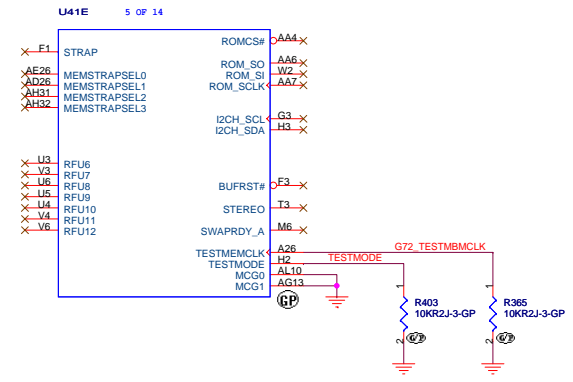 U41E 5 OF 14
F1 STRAP
AE26 MEMSTRAPSEL0
AD26 MEMSTRAPSEL1
AH31 MEMSTRAPSEL2
AH32 MEMSTRAPSEL3
U3 RFU6
V3 RFU7
U6 RFU8
U5 RFU9
U4 RFU10
V4 RFU11
V6 RFU12
ROMCS# AA4
ROM_SO AA6
ROM_SI W2
ROM_SCLK AA7
I2CH_SCL G3
I2CH_SDA H3
BUFRST# F3
STEREO T3
SWAPRDY_A M6
TESTMEMCLK A26
TESTMODE H2
MCG0 AL10
MCG1 AG13
GP
G72_TESTMBMCLK
TESTMODE
1
R403
10KR2J-3-GP
2
1
R365
10KR2J-3-GP
2